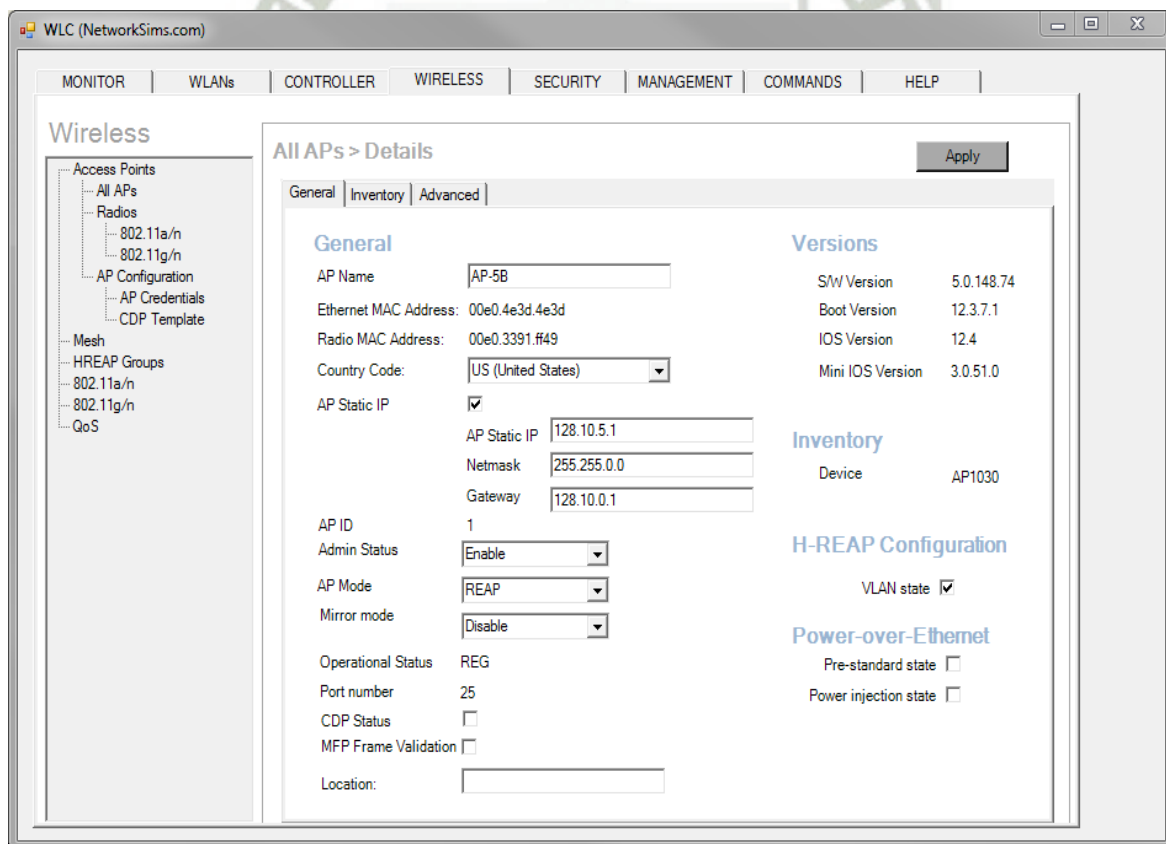 WLC (NetworkSims.com)
MONITOR WLANs CONTROLLER WIRELESS SECURITY MANAGEMENT COMMANDS HELP
Wireless
Access Points
All APs
Radios
802.11a/n
802.11g/n
AP Configuration
AP Credentials
CDP Template
Mesh
HREAP Groups
802.11a/n
802.11g/n
QoS
All APs > Details
Apply
General Inventory Advanced
General
AP Name AP-5B
Ethernet MAC Address: 00e0.4e3d.4e3d
Radio MAC Address: 00e0.3391.ff49
Country Code: US (United States)
AP Static IP
AP Static IP 128.10.5.1
Netmask 255.255.0.0
Gateway 128.10.0.1
AP ID 1
Admin Status Enable
AP Mode REAP
Mirror mode Disable
Operational Status REG
Port number 25
CDP Status
MFP Frame Validation
Location:
Versions
S/W Version 5.0.148.74
Boot Version 12.3.7.1
IOS Version 12.4
Mini IOS Version 3.0.51.0
Inventory
Device AP1030
H-REAP Configuration
VLAN state
Power-over-Ethernet
Pre-standard state
Power injection state